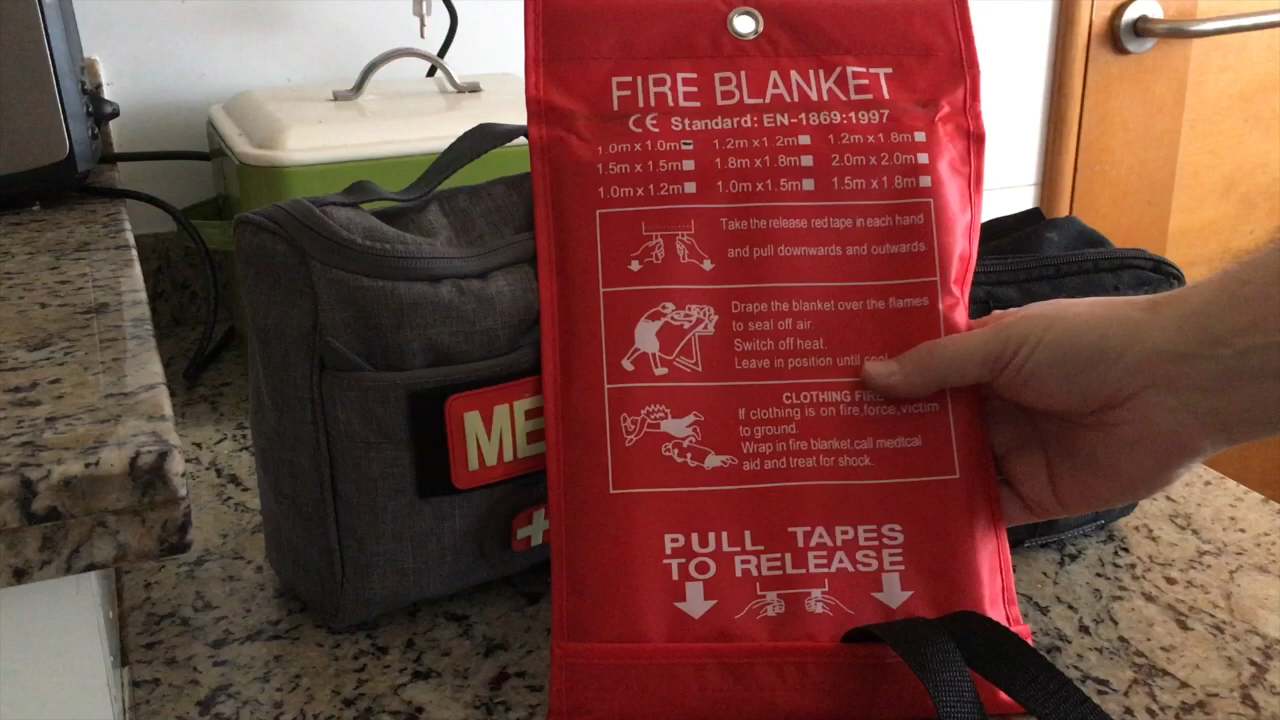 FIRE BLANKET
CE Standard: EN-1869:1997
1.0m x 1.0m 1.2m x 1.2m 1.2m x 1.8m
1.5m x 1.5m 1.8m x 1.8m 2.0m x 2.0m
1.0m x 1.2m 1.0m x 1.5m 1.5m x 1.8m
Take the release red tape in each hand
and pull downwards and outwards.
Drape the blanket over the flames
to seal off air.
Switch off heat.
Leave in position until cool
CLOTHING FIRE
If clothing is on fire,force,victim
to ground.
Wrap in fire blanket,call medtcal
aid and treat for shock.
ME
PULL TAPES
TO RELEASE